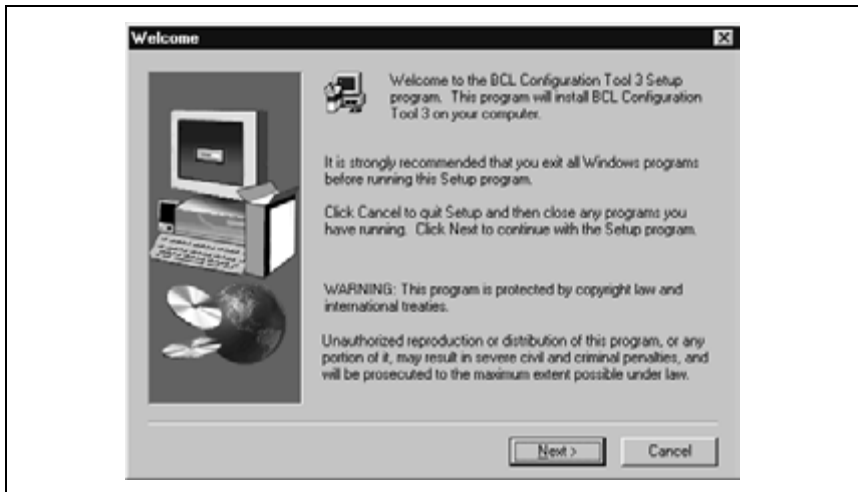 Welcome
Welcome to the BCL Configuration Tool 3 Setup
program. This program will install BCL Configuration
Tool 3 on your computer.
It is strongly recommended that you exit all Windows programs
before running this Setup program.
Click Cancel to quit Setup and then close any programs you
have running. Click Next to continue with the Setup program.
WARNING: This program is protected by copyright law and
international treaties.
Unauthorized reproduction or distribution of this program, or any
portion of it, may result in severe civil and criminal penalties, and
will be prosecuted to the maximum extent possible under law.
Next >
Cancel